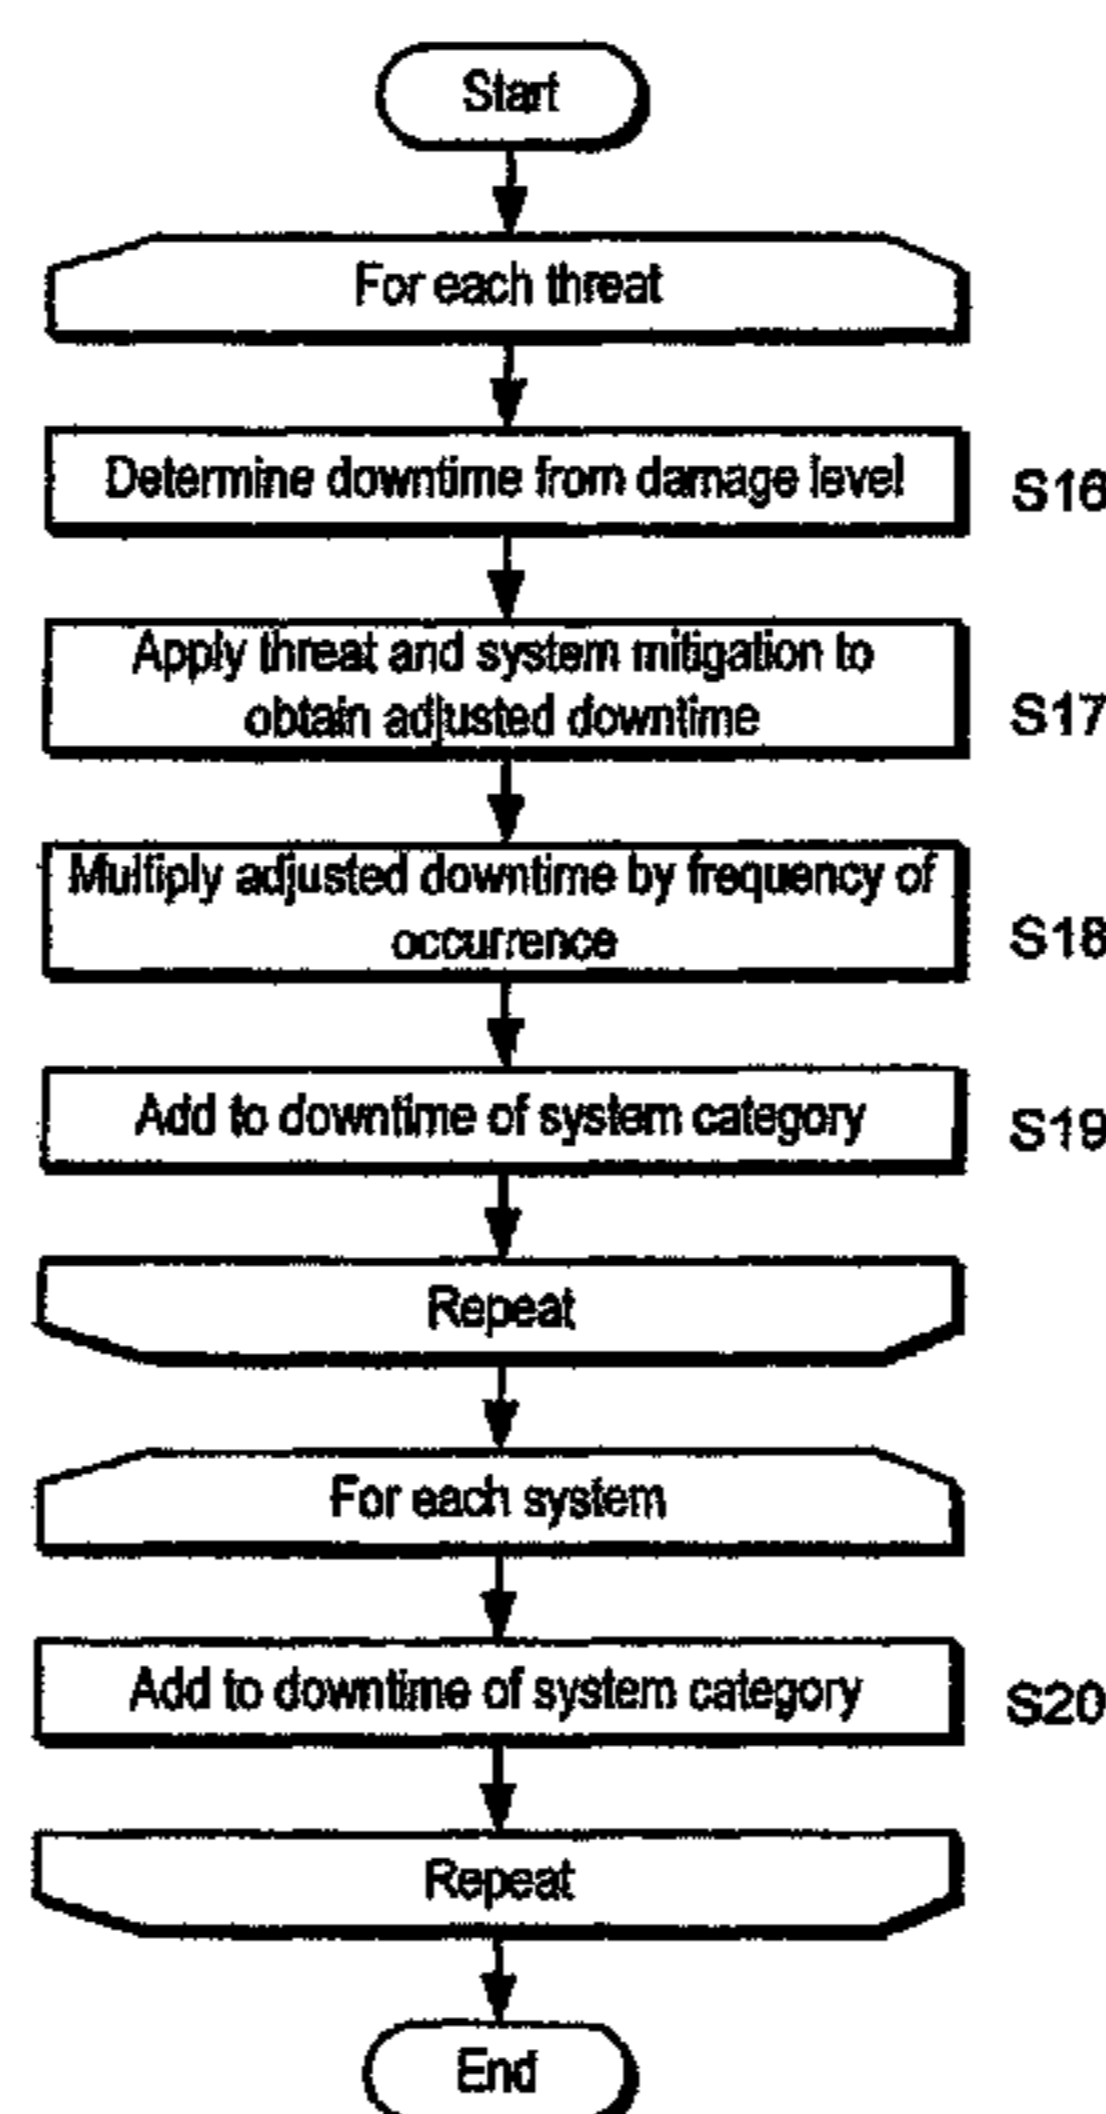 Start
For each threat
Determine downtime from damage level
S16
Apply threat and system mitigation to
obtain adjusted downtime
S17
Multiply adjusted downtime by frequency of
occurrence
S18
Add to downtime of system category
S19
Repeat
For each system
Add to downtime of system category
S20
Repeat
End